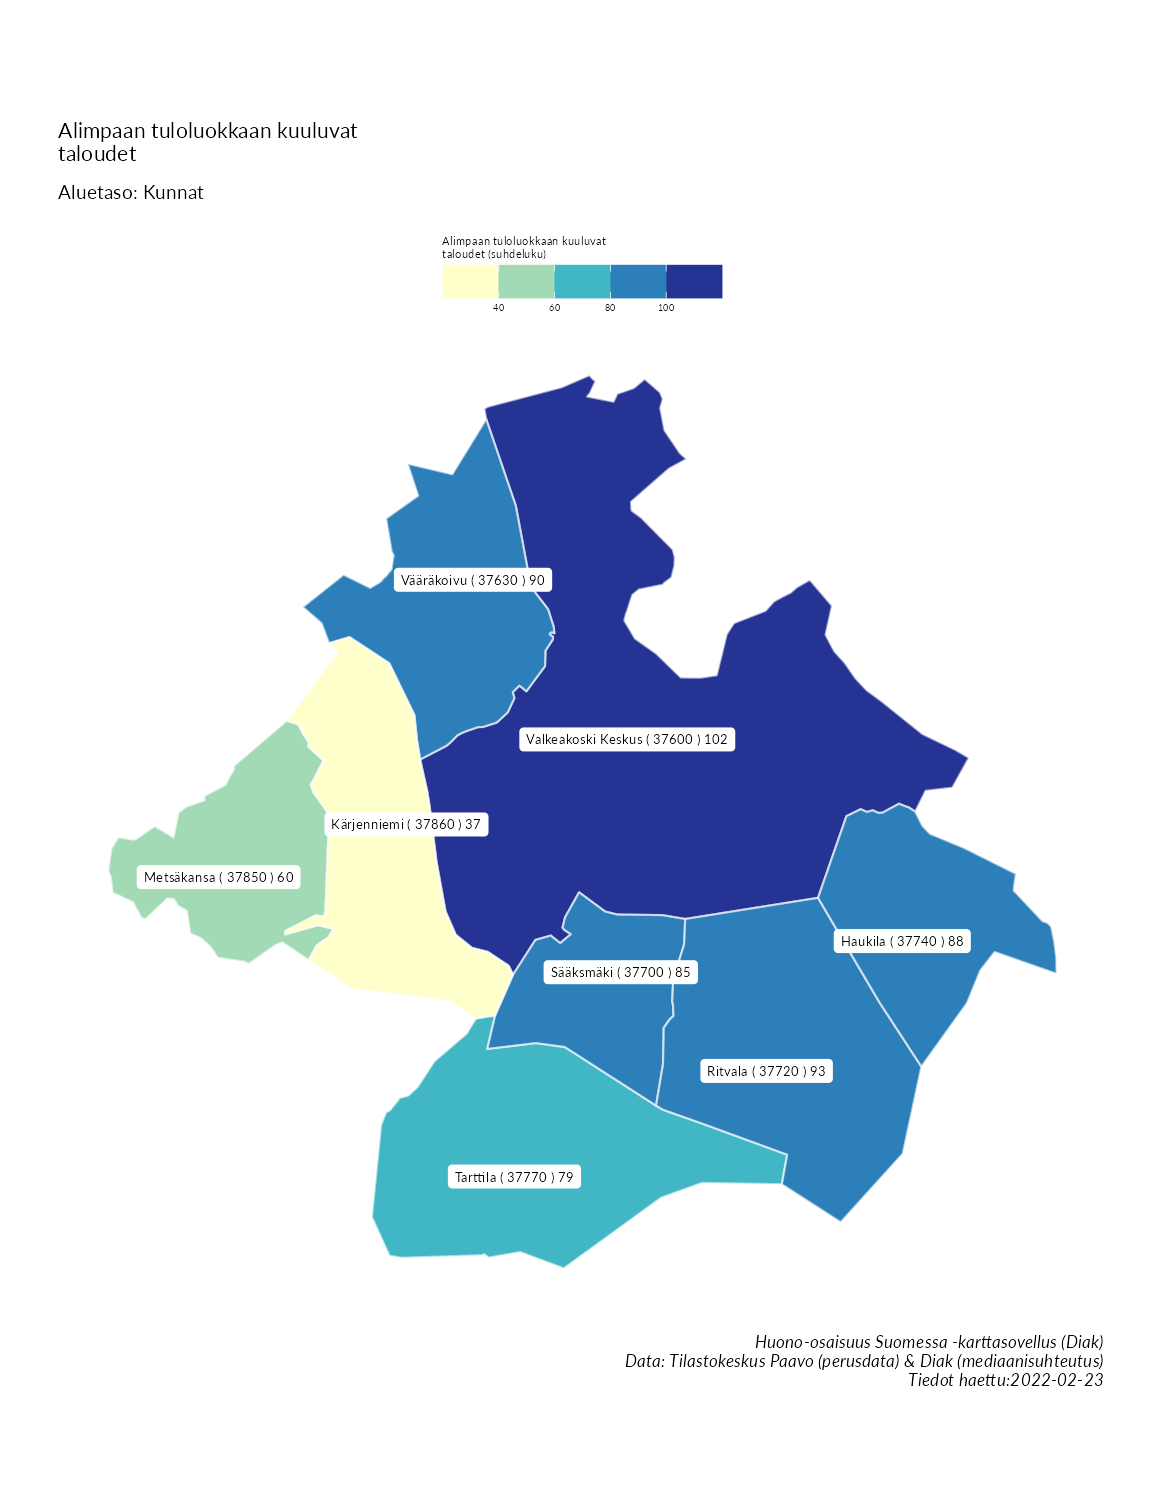 Alimpaan tuloluokkaan kuuluvat
taloudet
Aluetaso: Kunnat
Alimpaan tuloluokkaan kuuluvat
taloudet (suhdeluku)
40 60 80 100
Vääräkoivu ( 37630 ) 90
Valkeakoski Keskus ( 37600 ) 102
Kärjenniemi ( 37860 ) 37
Metsäkansa ( 37850 ) 60
Haukila ( 37740 ) 88
Sääksmäki ( 37700 ) 85
Ritvala ( 37720 ) 93
Tarttila ( 37770 ) 79
Huono-osaisuus Suomessa -karttasovellus (Diak)
Data: Tilastokeskus Paavo (perusdata) & Diak (mediaanisuhteutus)
Tiedot haettu:2022-02-23